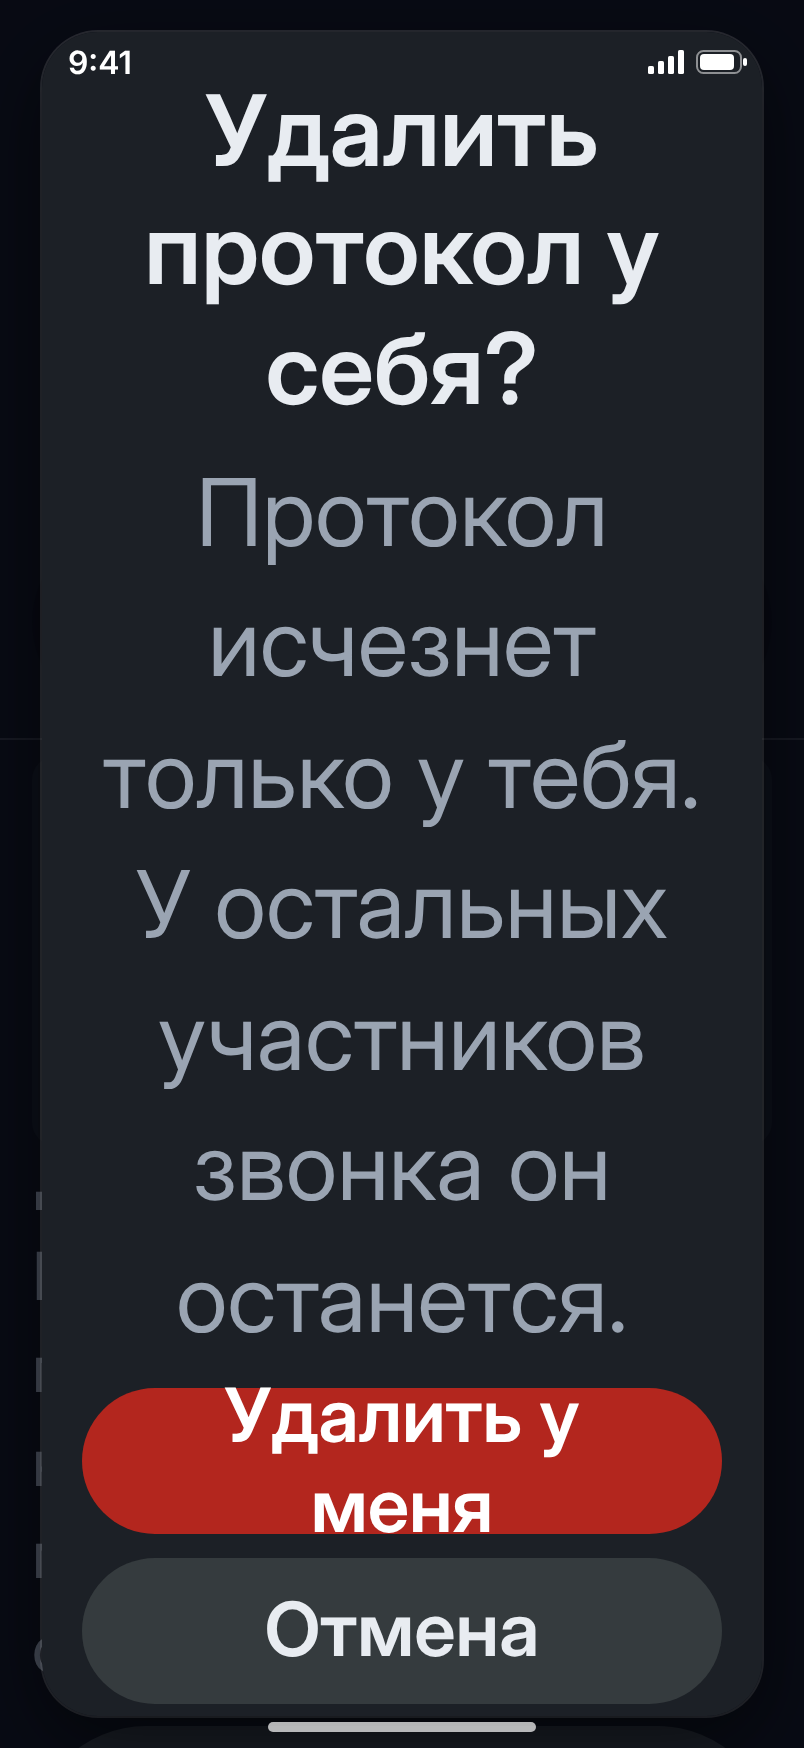 9:41
Удалить
протокол у
себя?
Протокол
исчезнет
только у тебя.
У остальных
участников
звонка он
останется.
Удалить у
меня
Отмена